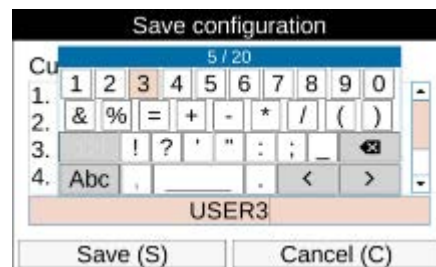 Save configuration
5 / 20
Cu
1 2 3 4 5 6 7 8 9 0
1.
& % = + - * / ( )
2.
! ? ' " : ; _
3.
4.
Abc , . < >
USER3
Save (S) Cancel (C)